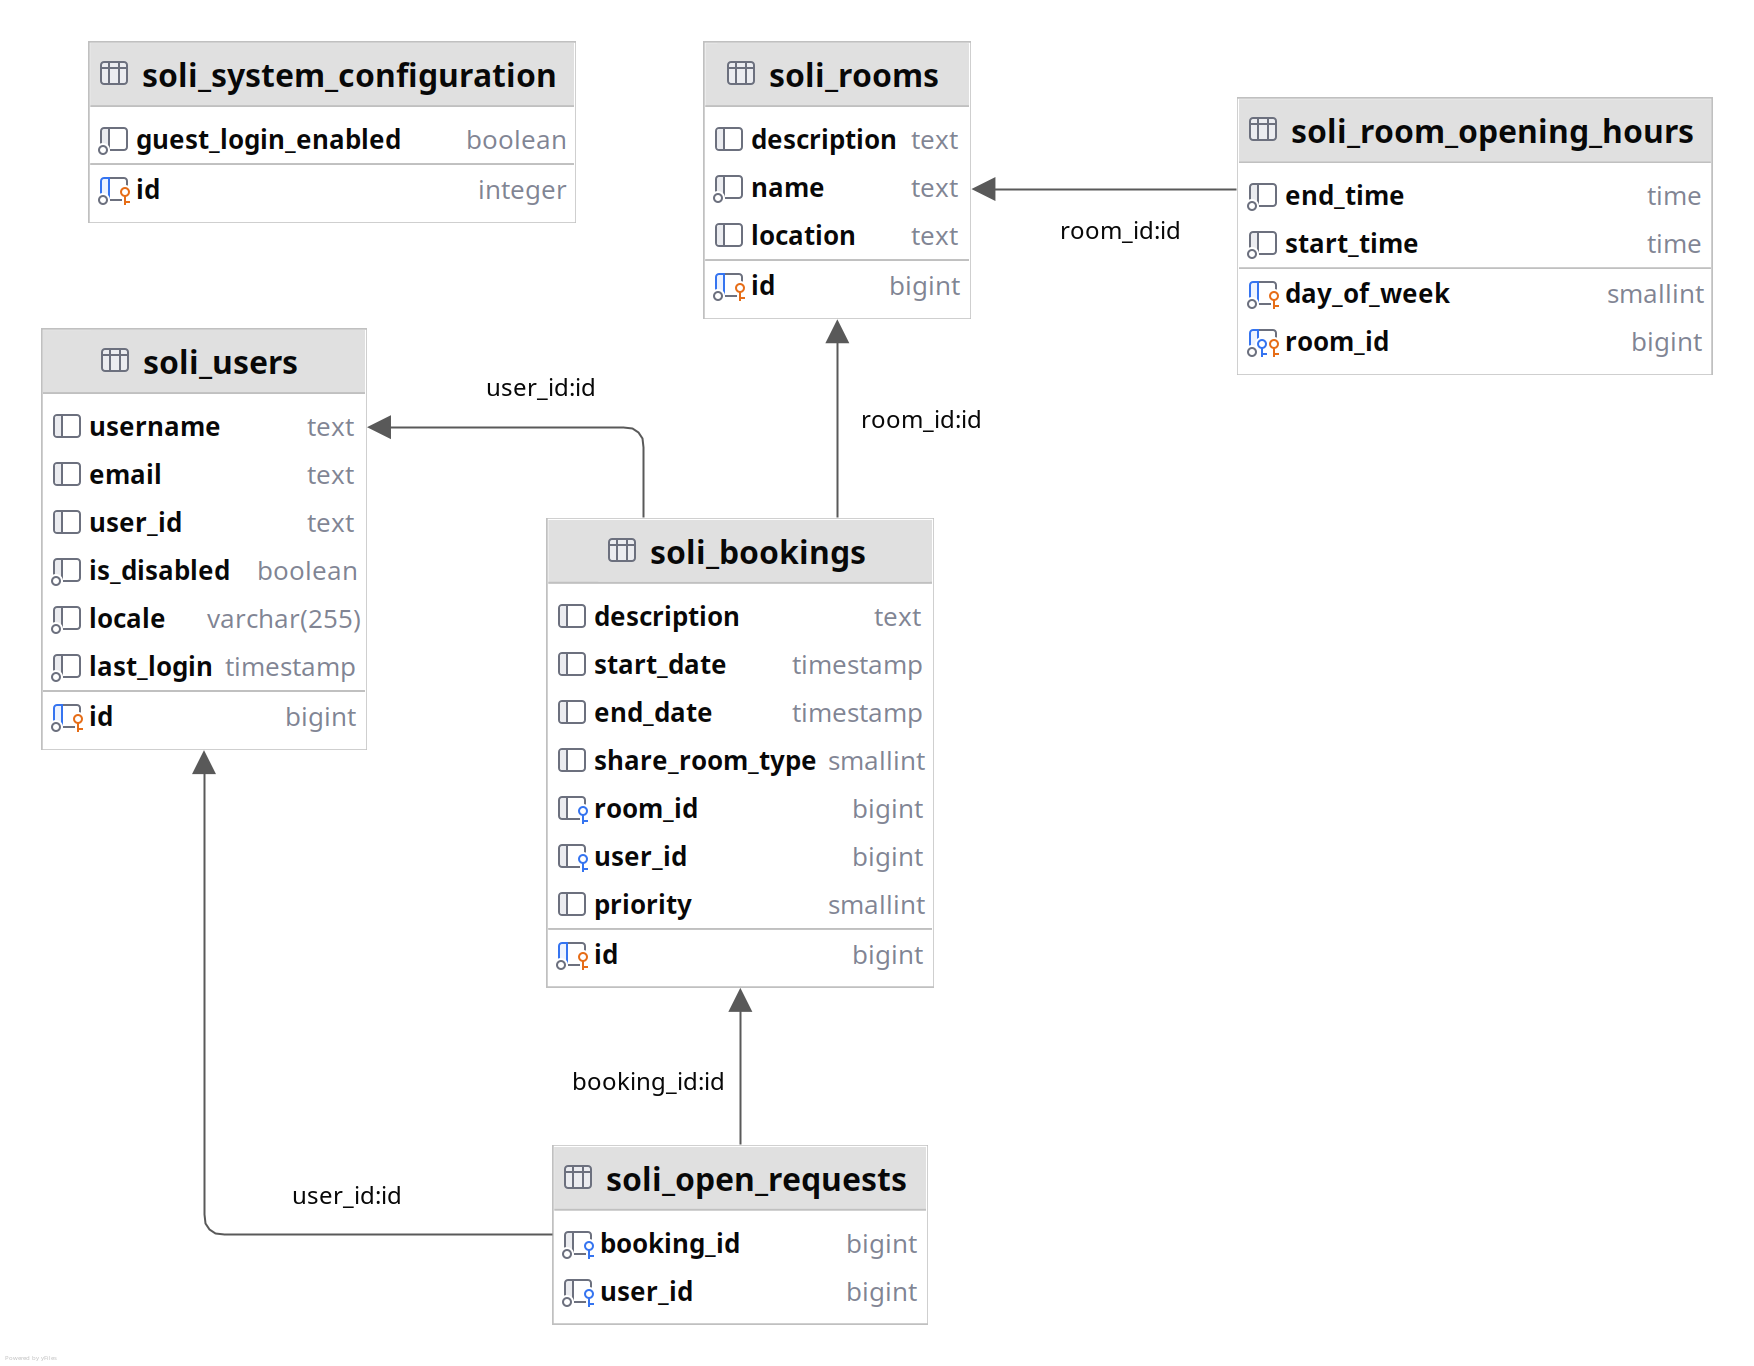 soli_system_configuration
guest_login_enabled boolean
id integer
soli_rooms
description text
name text
location text
id bigint
soli_room_opening_hours
end_time time
start_time time
day_of_week smallint
room_id bigint
room_id:id
soli_users
username text
email text
user_id text
is_disabled boolean
locale varchar(255)
last_login timestamp
id bigint
user_id:id
room_id:id
soli_bookings
description text
start_date timestamp
end_date timestamp
share_room_type smallint
room_id bigint
user_id bigint
priority smallint
id bigint
booking_id:id
user_id:id
soli_open_requests
booking_id bigint
user_id bigint
Powered by yFiles